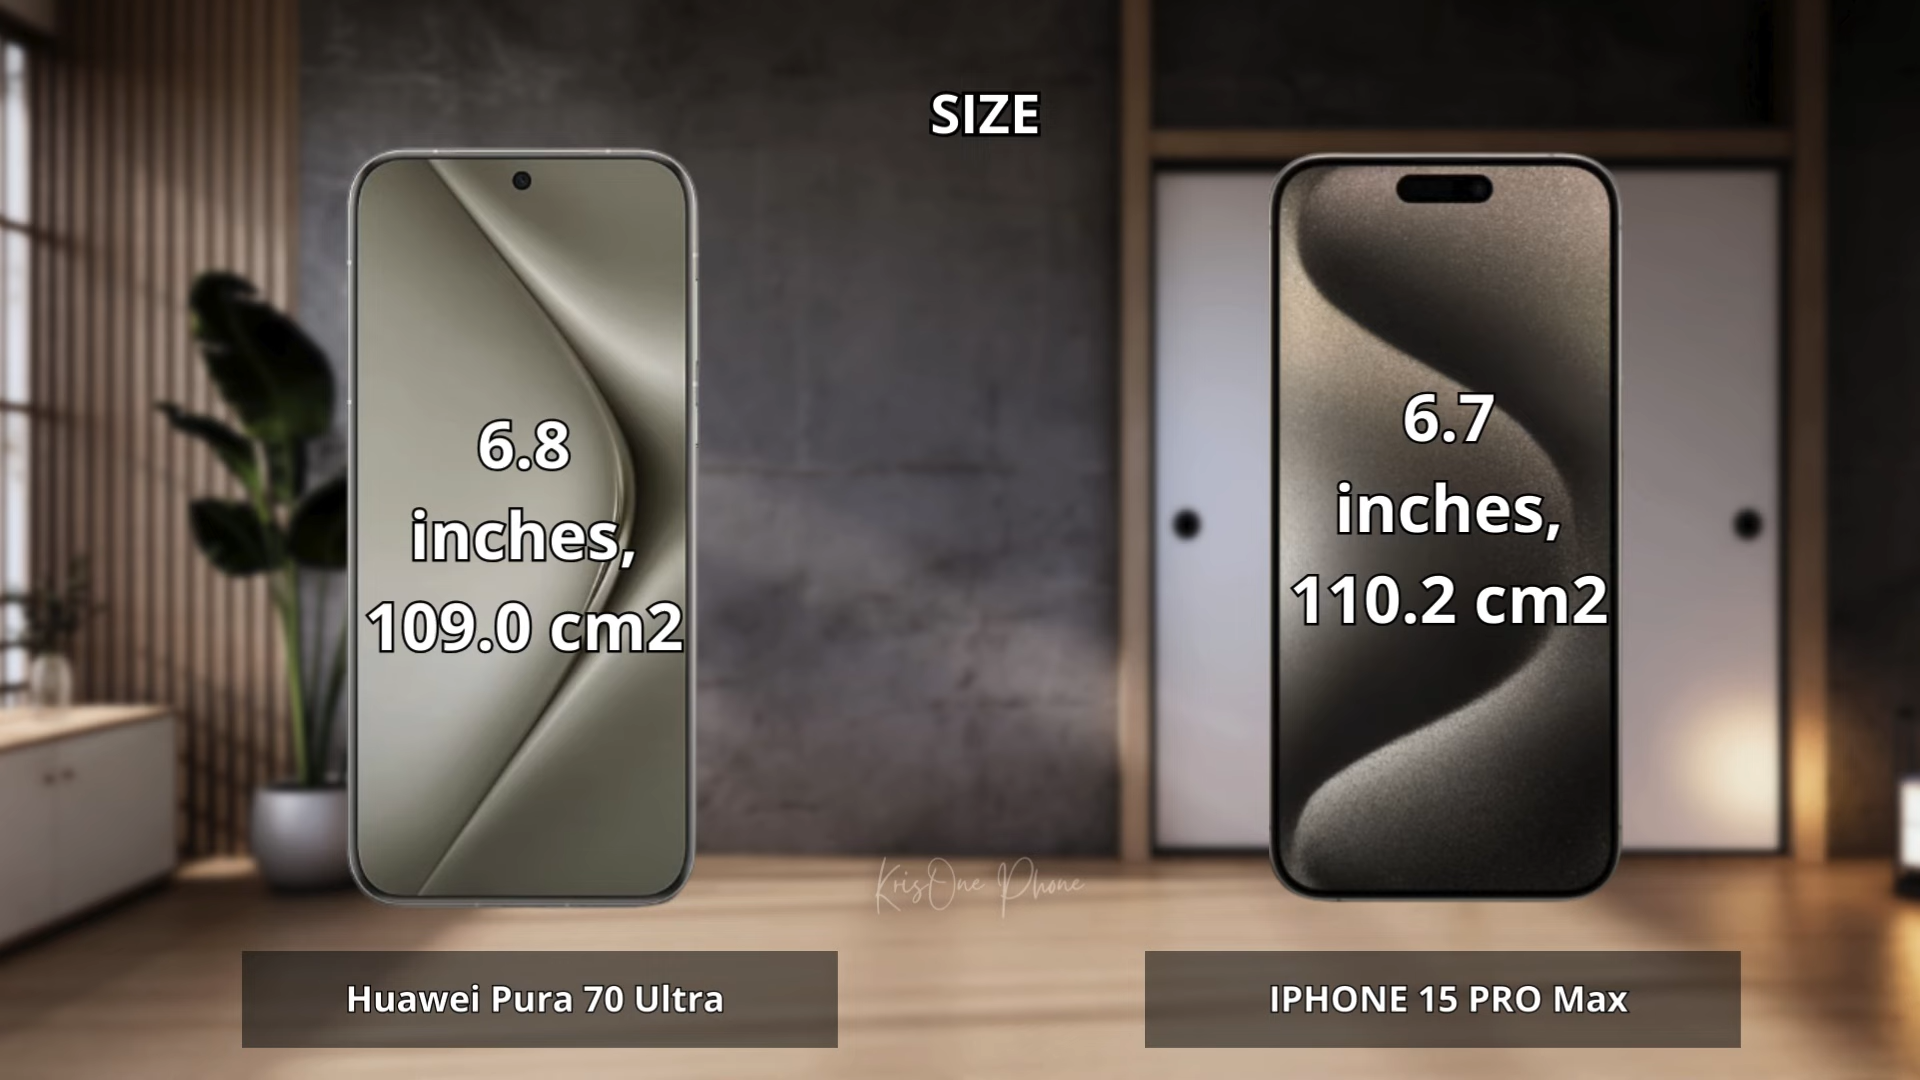 SIZE
6.8
inches,
109.0 cm2
6.7
inches,
110.2 cm2
KrisOne Phone
Huawei Pura 70 Ultra
IPHONE 15 PRO Max